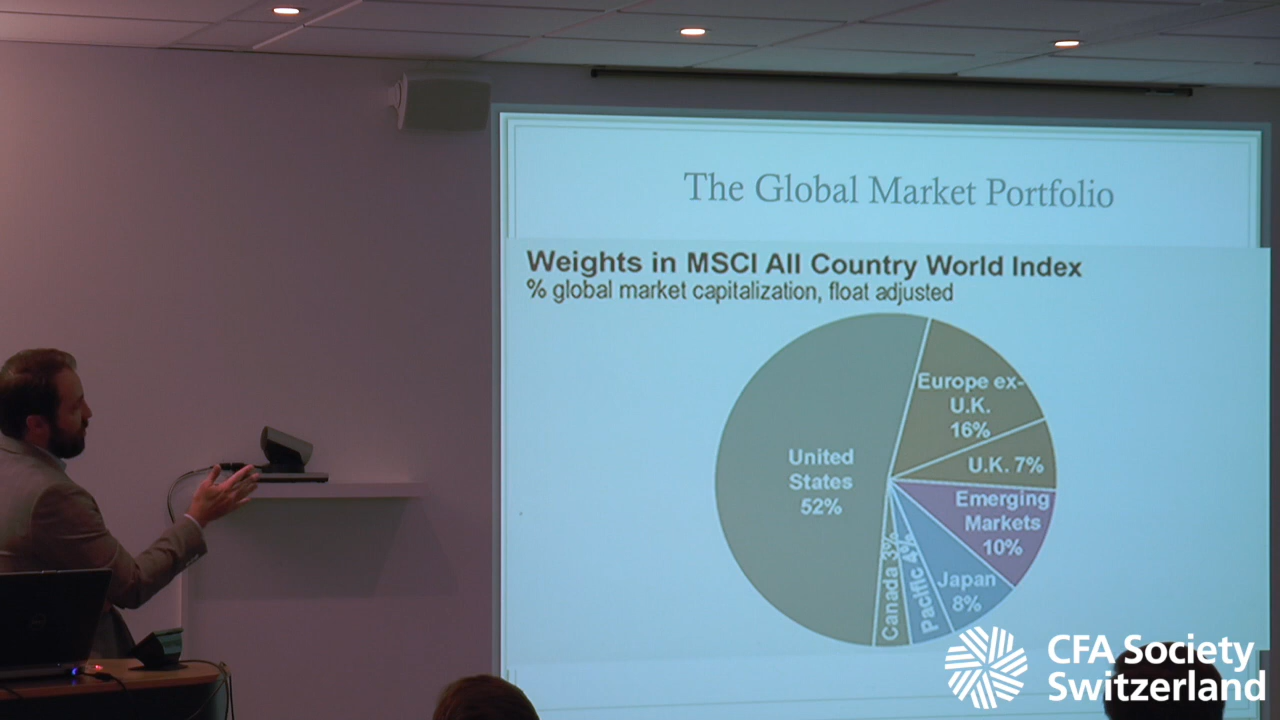 The Global Market Portfolio
Weights in MSCI All Country World Index
% global market capitalization, float adjusted
Europe ex-
U.K.
16%
U.K. 7%
United
States
52%
Emerging
Markets
10%
Japan
8%
Pacific 4%
Canada 3%
CFA Society
Switzerland